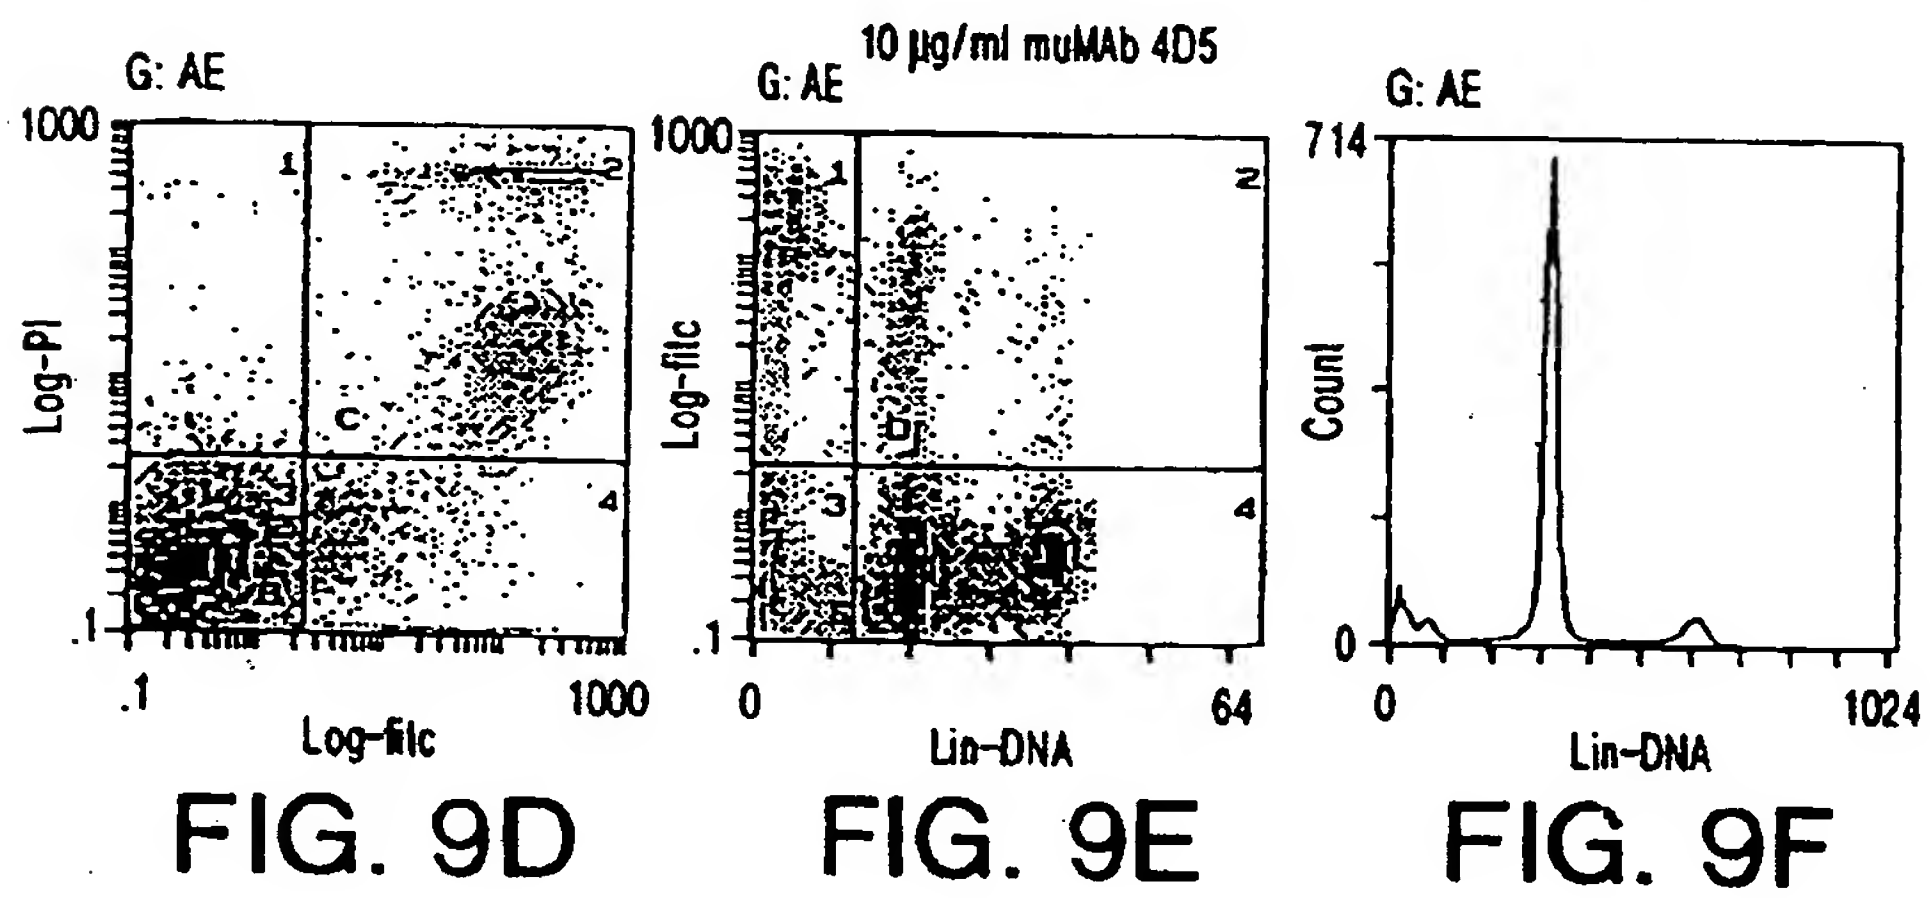 10 µg/ml muMAb 4D5
G: AE
1000
1
2
C
B
4
Log-PI
.1
.1
1000
Log-fitc
FIG. 9D
G: AE
1000
1
2
D
3
4
Log-fitc
.1
0
64
Lin-DNA
FIG. 9E
G: AE
714
Count
0
0
1024
Lin-DNA
FIG. 9F